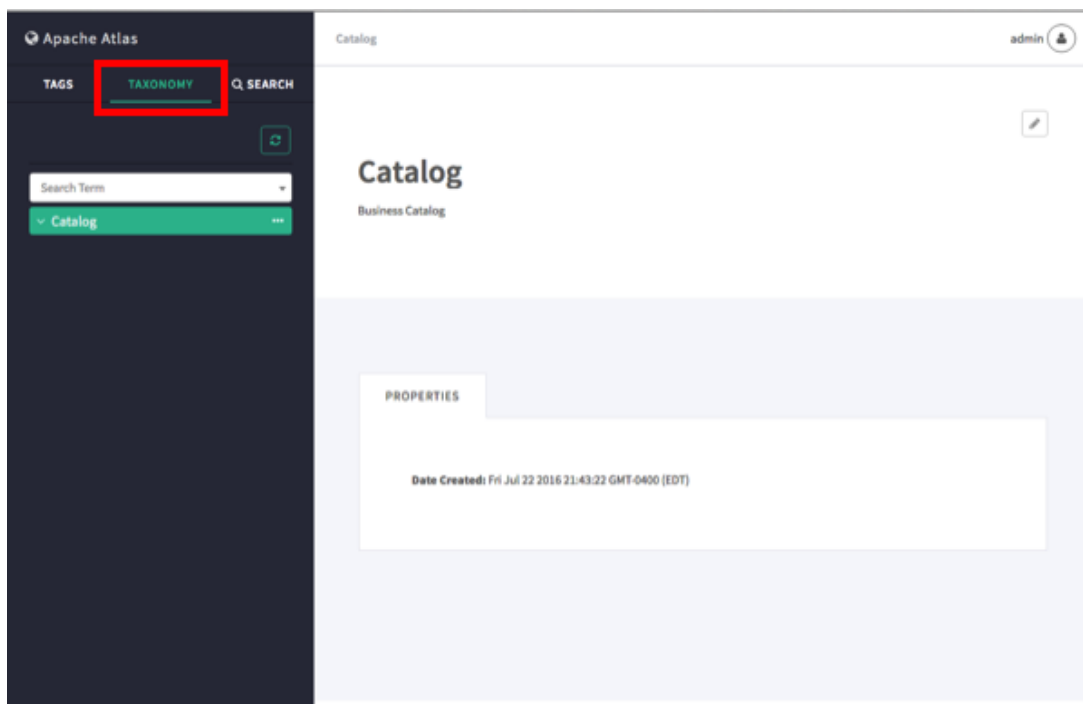 Apache Atlas
Catalog
admin
TAGS TAXONOMY SEARCH
Search Term
Catalog
Catalog
Business Catalog
PROPERTIES
Date Created: Fri Jul 22 2016 21:43:22 GMT-0400 (EDT)